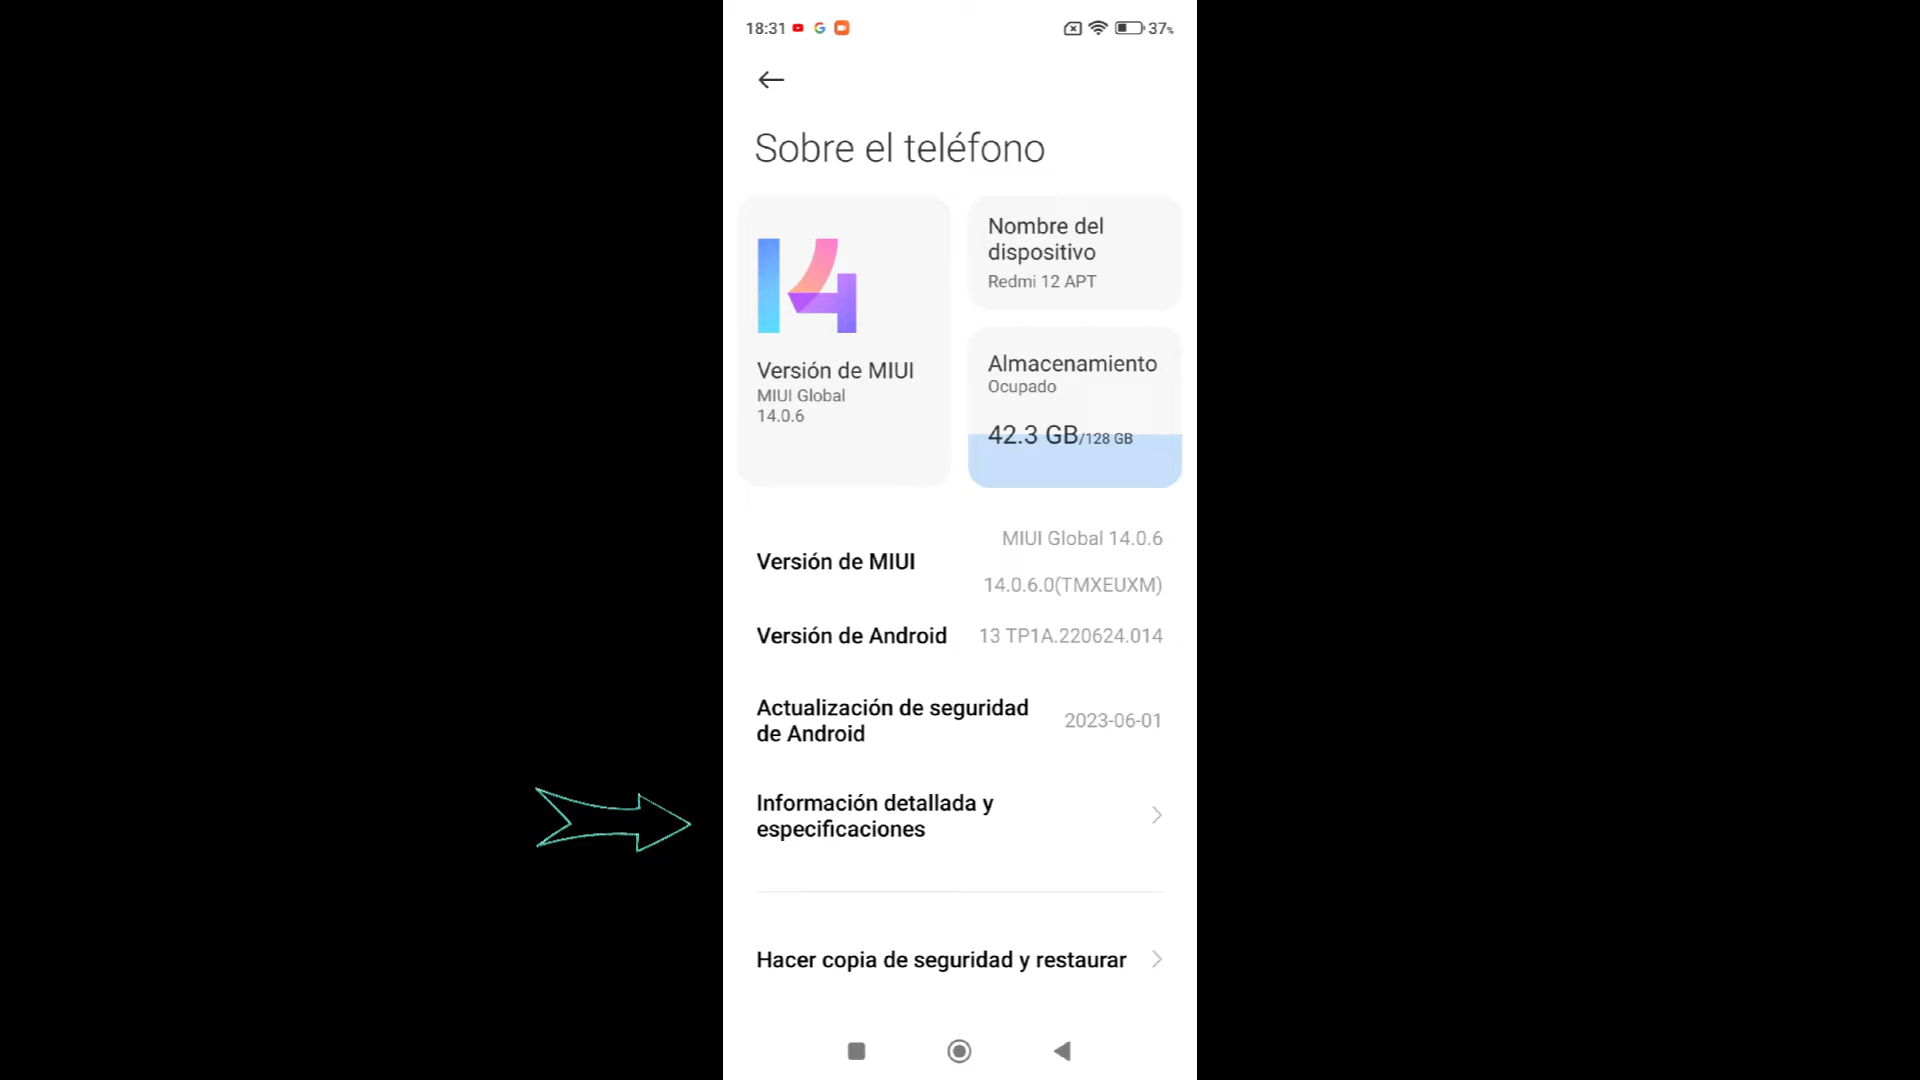 18:31
37%
Sobre el teléfono
14
Versión de MIUI
MIUI Global
14.0.6
Nombre del
dispositivo
Redmi 12 APT
Almacenamiento
Ocupado
42.3 GB/128 GB
Versión de MIUI
MIUI Global 14.0.6
14.0.6.0(TMXEUXM)
Versión de Android
13 TP1A.220624.014
Actualización de seguridad
de Android
2023-06-01
Información detallada y
especificaciones
Hacer copia de seguridad y restaurar